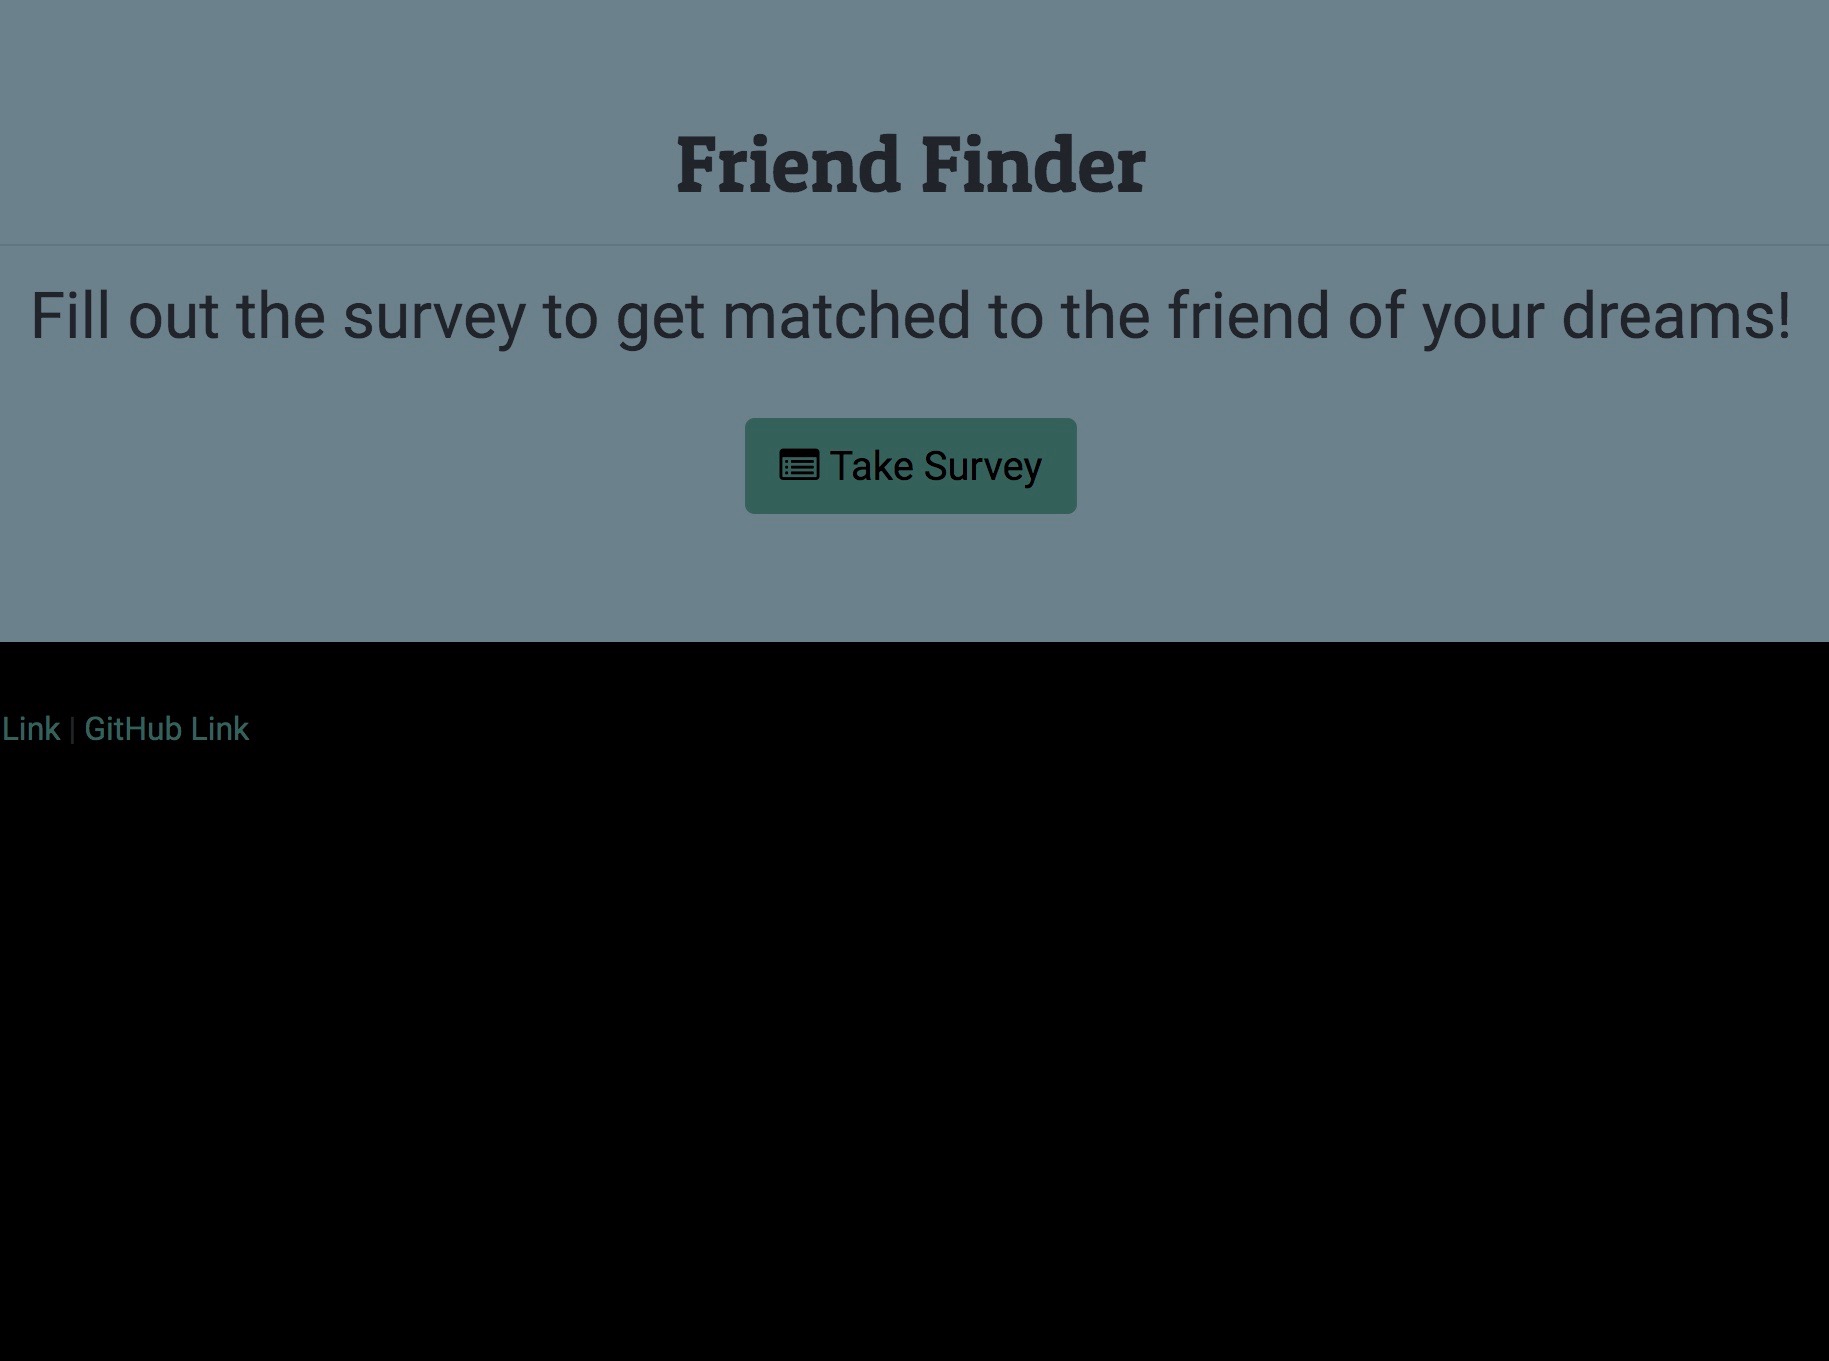 Friend Finder
Fill out the survey to get matched to the friend of your dreams!
Take Survey
Link | GitHub Link